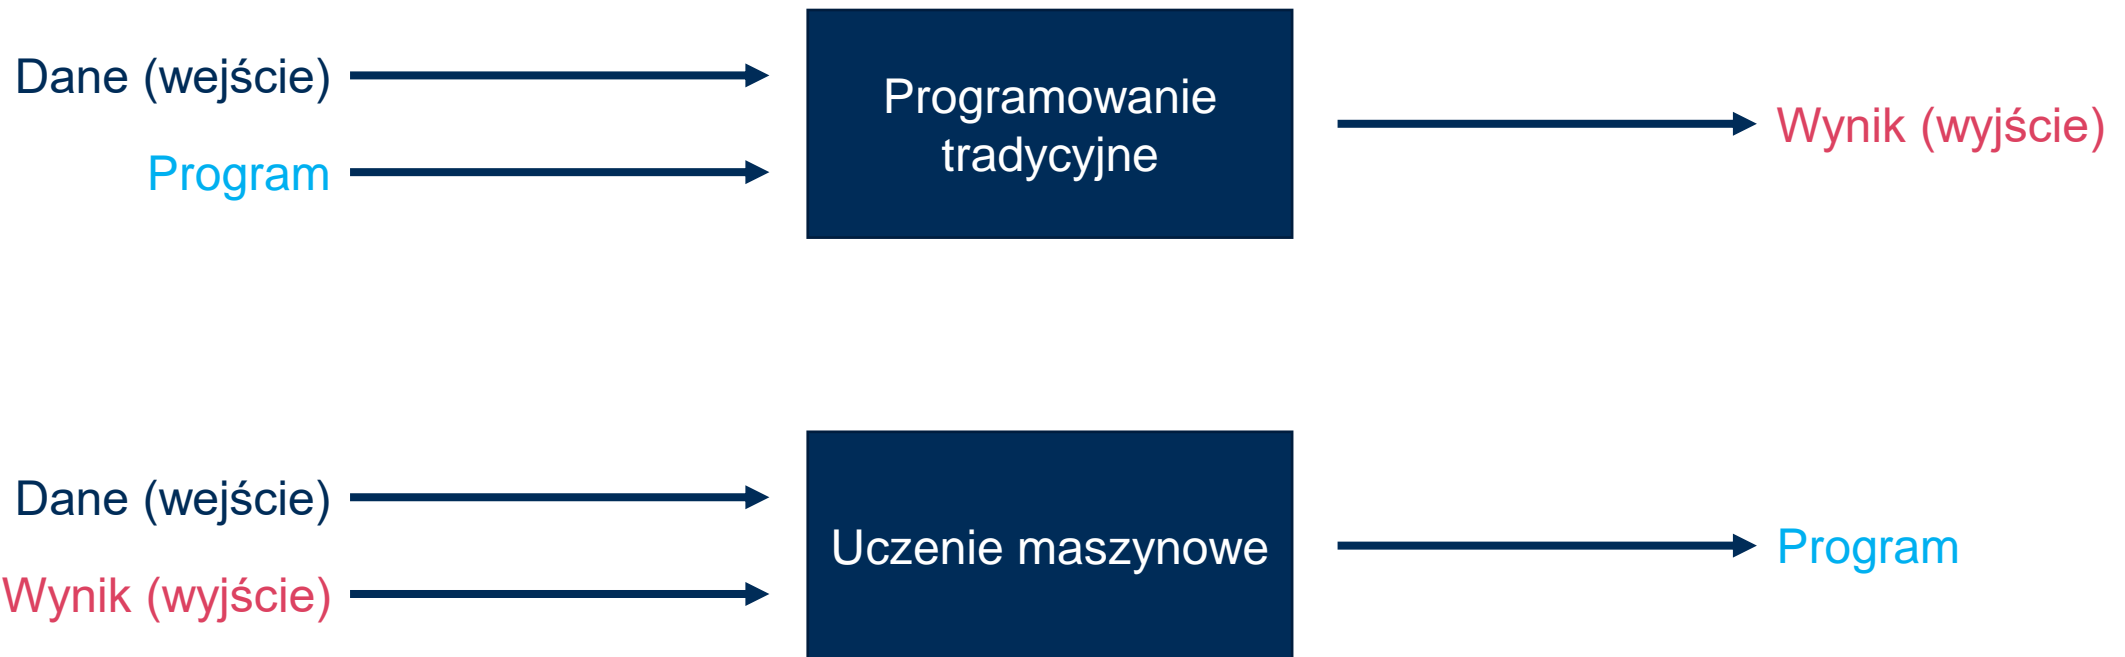 Dane (wejście)
Program
Programowanie
tradycyjne
Wynik (wyjście)
Dane (wejście)
Wynik (wyjście)
Uczenie maszynowe
Program